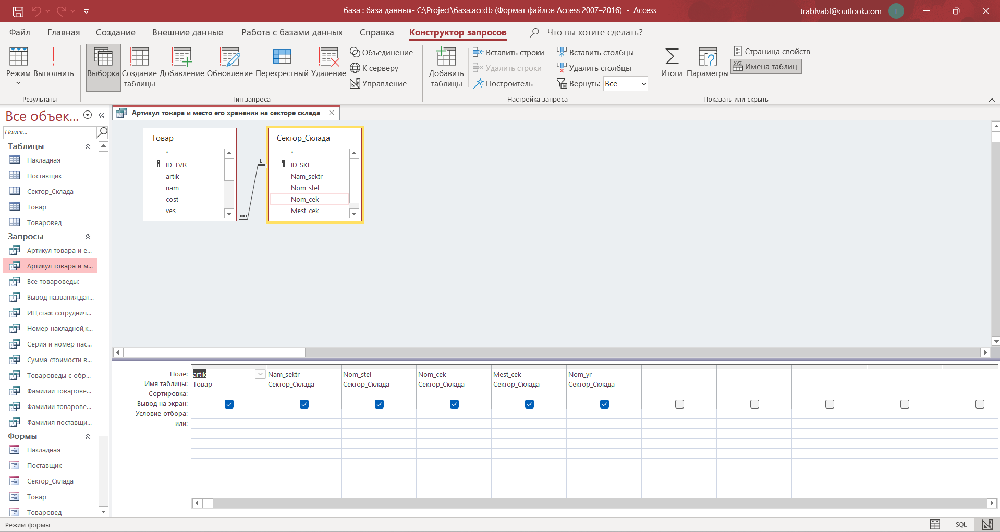 база : база данных- C:\Project\база.accdb (Формат файлов Access 2007–2016)  -  Access
trablvabl@outlook.com
T
Файл
Главная
Создание
Внешние данные
Работа с базами данных
Справка
Конструктор запросов
Что вы хотите сделать?
Режим
Выполнить
Результаты
Выборка
Создание таблицы
Добавление
Обновление
Перекрестный
Удаление
Объединение
К серверу
Управление
Тип запроса
Добавить таблицы
Вставить строки
Удалить строки
Построитель
Вставить столбцы
Удалить столбцы
Вернуть: Все
Настройка запроса
Итоги
Параметры
Страница свойств
XYZ Имена таблиц
Показать или скрыть
Все объек...
Поиск...
Таблицы
Накладная
Поставщик
Сектор_Склада
Товар
Товаровед
Запросы
Артикул товара и е...
Артикул товара и м...
Все товароведы:
Вывод названия,дат...
ИП,стаж сотруднич...
Номер накладной,к...
Серия и номер пас...
Сумма стоимости в...
Товароведы с обр...
Фамилии товарове...
Фамилии товарове...
Фамилия поставщи...
Формы
Накладная
Поставщик
Сектор_Склада
Товар
Товаровед
Артикул товара и место его хранения на секторе склада
Товар
*
ID_TVR
artik
nam
cost
ves
1
∞
Сектор_Склада
*
ID_SKL
Nam_sektr
Nom_stel
Nom_cek
Mest_cek
Поле: artik Nam_sektr Nom_stel Nom_cek Mest_cek Nom_yr
Имя таблицы: Товар Сектор_Склада Сектор_Склада Сектор_Склада Сектор_Склада Сектор_Склада
Сортировка:
Вывод на экран:
Условие отбора:
или:
Режим формы
SQL